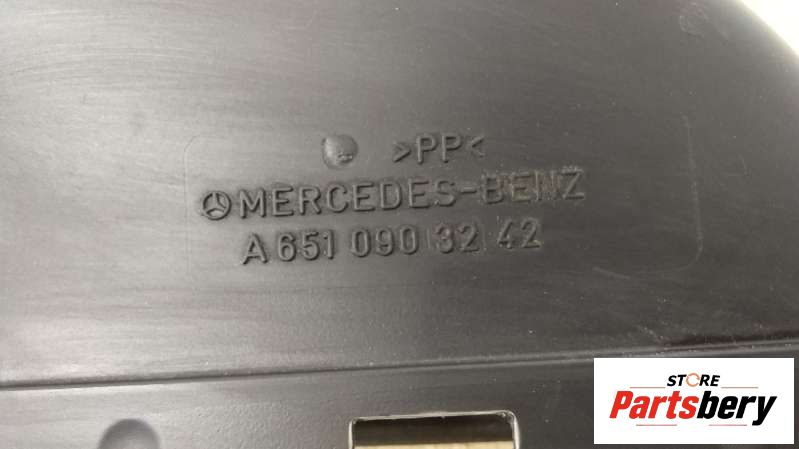 >PP<
MERCEDES-BENZ
A 651 090 32 42
STORE
Partsbery